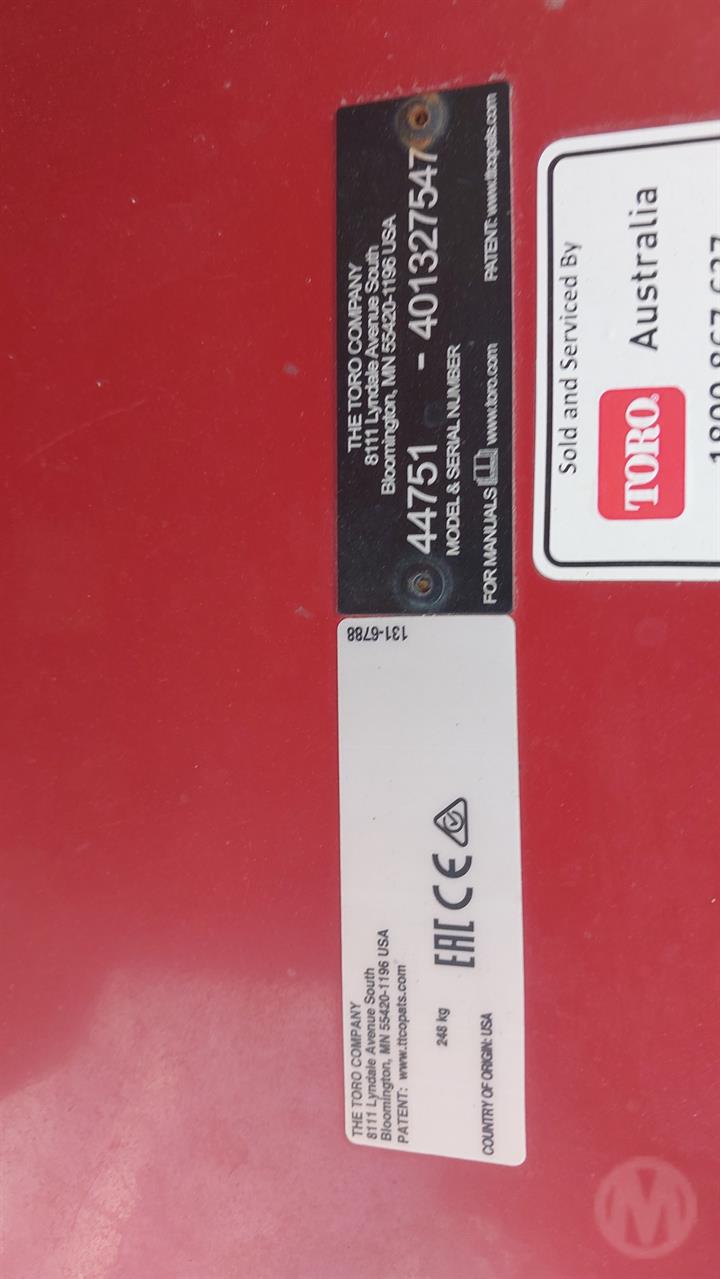 THE TORO COMPANY
8111 Lyndale Avenue South
Bloomington, MN 55420-1196 USA
44751 - 401327547
MODEL & SERIAL NUMBER
FOR MANUALS www.toro.com PATENT: www.ttcopats.com
131-6788
THE TORO COMPANY
8111 Lyndale Avenue South
Bloomington, MN 55420-1196 USA
PATENT: www.ttcopats.com
248 kg
EAC CE
COUNTRY OF ORIGIN: USA
Sold and Serviced By
TORO Australia
1800 867 627
M